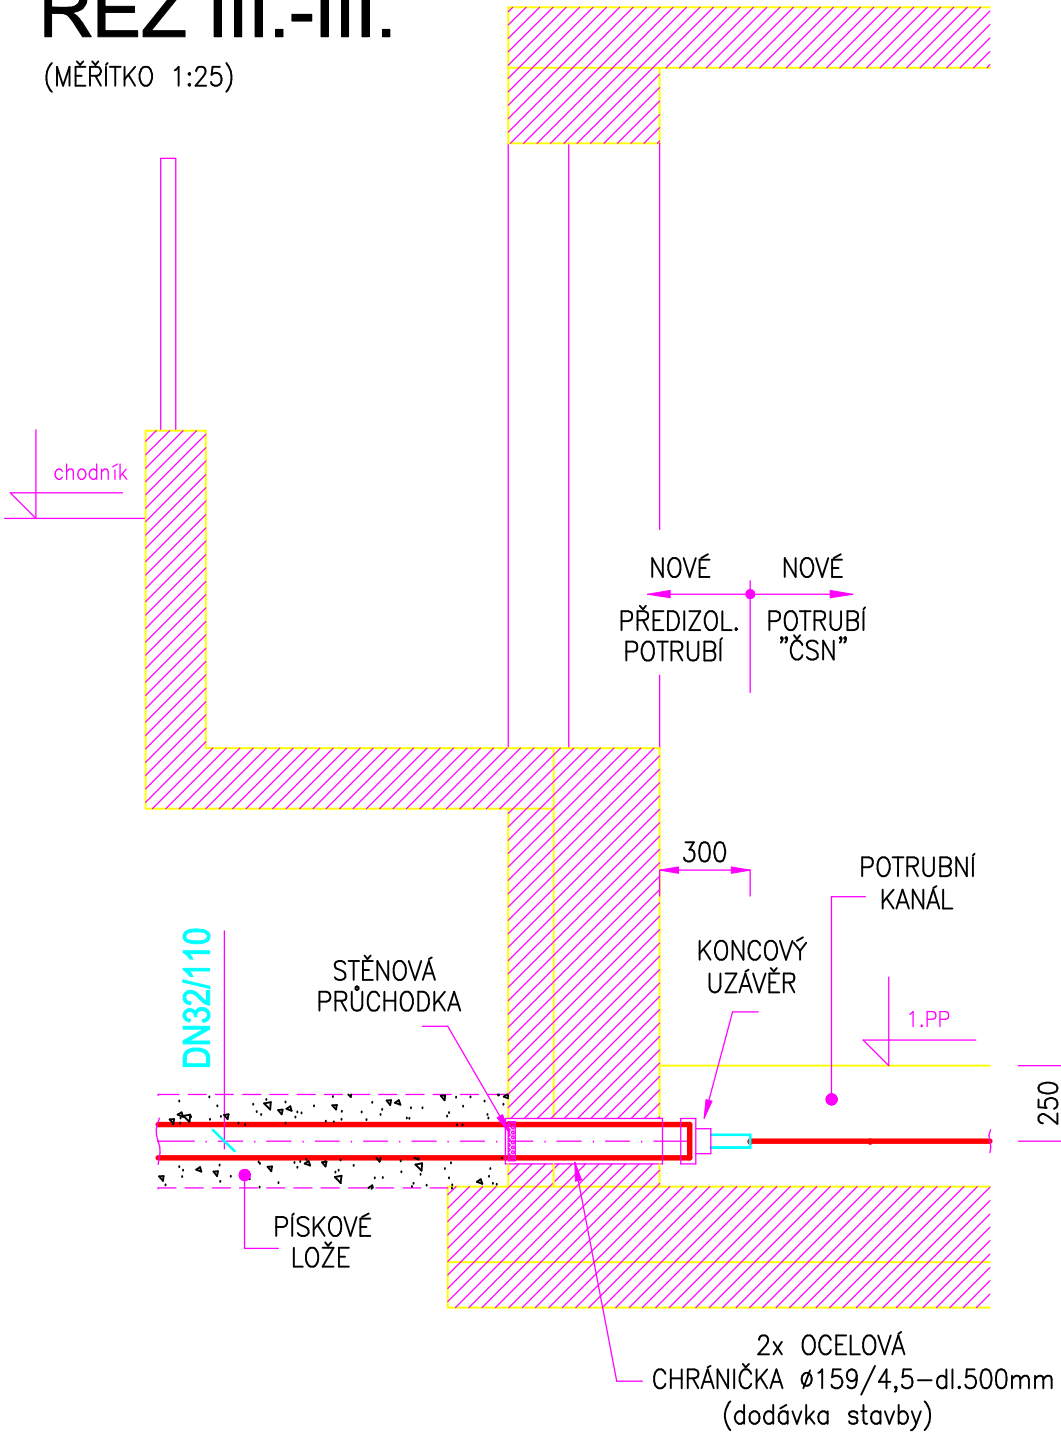 ŘEZ III.-III.
(MĚŘÍTKO 1:25)
chodník
NOVÉ
NOVÉ
PŘEDIZOL.
POTRUBÍ
POTRUBÍ
"ČSN"
300
POTRUBNÍ
KANÁL
KONCOVÝ
UZÁVĚR
STĚNOVÁ
PRŮCHODKA
DN32/110
1.PP
250
PÍSKOVÉ
LOŽE
2x OCELOVÁ
CHRÁNIČKA ø159/4,5-dl.500mm
(dodávka stavby)